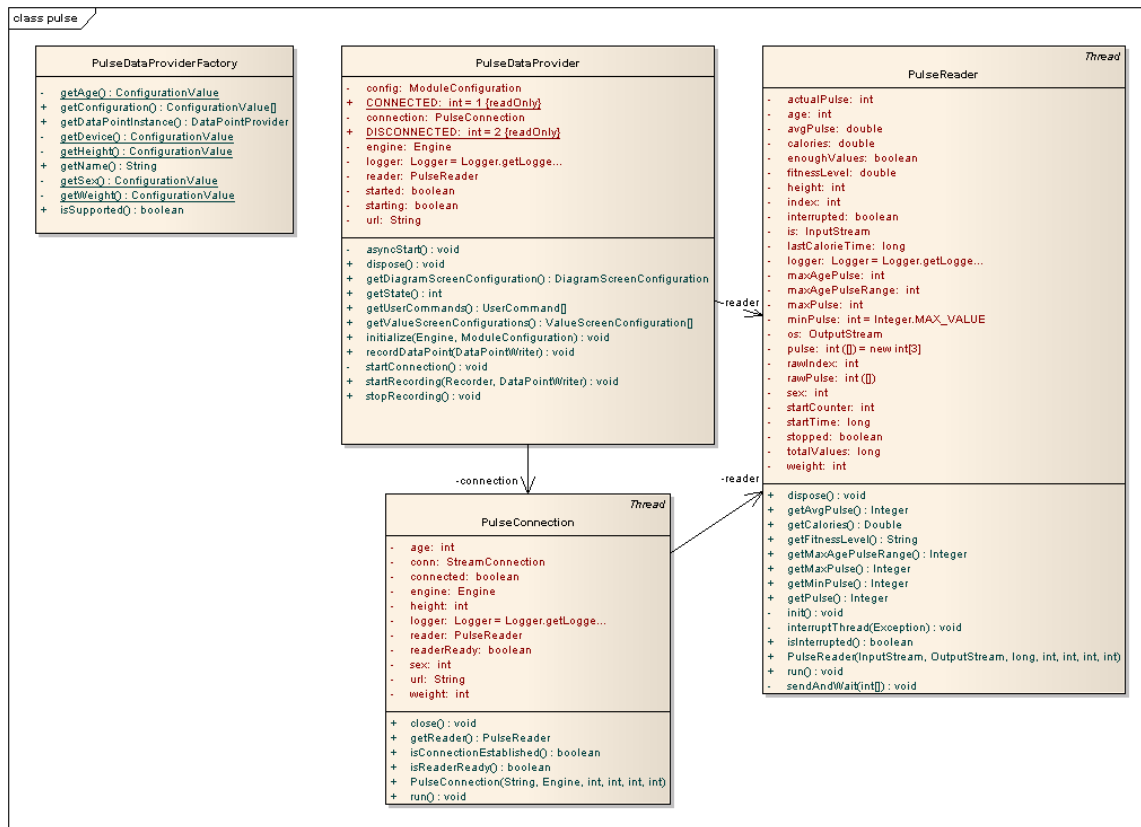 class pulse
PulseDataProviderFactory
- getAge() : ConfigurationValue
+ getConfiguration() : ConfigurationValue[]
+ getDataPointInstance() : DataPointProvider
- getDevice() : ConfigurationValue
- getHeight() : ConfigurationValue
+ getName() : String
- getSex() : ConfigurationValue
- getWeight() : ConfigurationValue
+ isSupported() : boolean
PulseDataProvider
- config: ModuleConfiguration
+ CONNECTED: int = 1 {readOnly}
- connection: PulseConnection
+ DISCONNECTED: int = 2 {readOnly}
- engine: Engine
- logger: Logger = Logger.getLogge...
- reader: PulseReader
- started: boolean
- starting: boolean
- url: String
- asyncStart() : void
+ dispose() : void
+ getDiagramScreenConfiguration() : DiagramScreenConfiguration
+ getState() : int
+ getUserCommands() : UserCommand[]
+ getValueScreenConfigurations() : ValueScreenConfiguration[]
+ initialize(Engine, ModuleConfiguration) : void
+ recordDataPoint(DataPointWriter) : void
- startConnection() : void
+ startRecording(Recorder, DataPointWriter) : void
+ stopRecording() : void
-reader
-connection
-reader
Thread
PulseConnection
- age: int
- conn: StreamConnection
- connected: boolean
- engine: Engine
- height: int
- logger: Logger = Logger.getLogge...
- reader: PulseReader
- readerReady: boolean
- sex: int
- url: String
- weight: int
+ close() : void
+ getReader() : PulseReader
+ isConnectionEstablished() : boolean
+ isReaderReady() : boolean
+ PulseConnection(String, Engine, int, int, int, int)
+ run() : void
Thread
PulseReader
- actualPulse: int
- age: int
- avgPulse: double
- calories: double
- enoughValues: boolean
- fitnessLevel: double
- height: int
- index: int
- interrupted: boolean
- is: InputStream
- lastCalorieTime: long
- logger: Logger = Logger.getLogge...
- maxAgePulse: int
- maxAgePulseRange: int
- maxPulse: int
- minPulse: int = Integer.MAX_VALUE
- os: OutputStream
- pulse: int ([]) = new int[3]
- rawIndex: int
- rawPulse: int ([])
- sex: int
- startCounter: int
- startTime: long
- stopped: boolean
- totalValues: long
- weight: int
+ dispose() : void
+ getAvgPulse() : Integer
+ getCalories() : Double
+ getFitnessLevel() : String
+ getMaxAgePulseRange() : Integer
+ getMaxPulse() : Integer
+ getMinPulse() : Integer
+ getPulse() : Integer
- init() : void
- interruptThread(Exception) : void
+ isInterrupted() : boolean
+ PulseReader(InputStream, OutputStream, long, int, int, int, int)
+ run() : void
- sendAndWait(int[]) : void